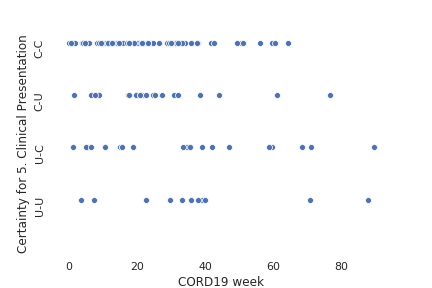 Certainty for 5. Clinical Presentation
C-C
C-U
U-C
U-U
0 20 40 60 80
CORD19 week